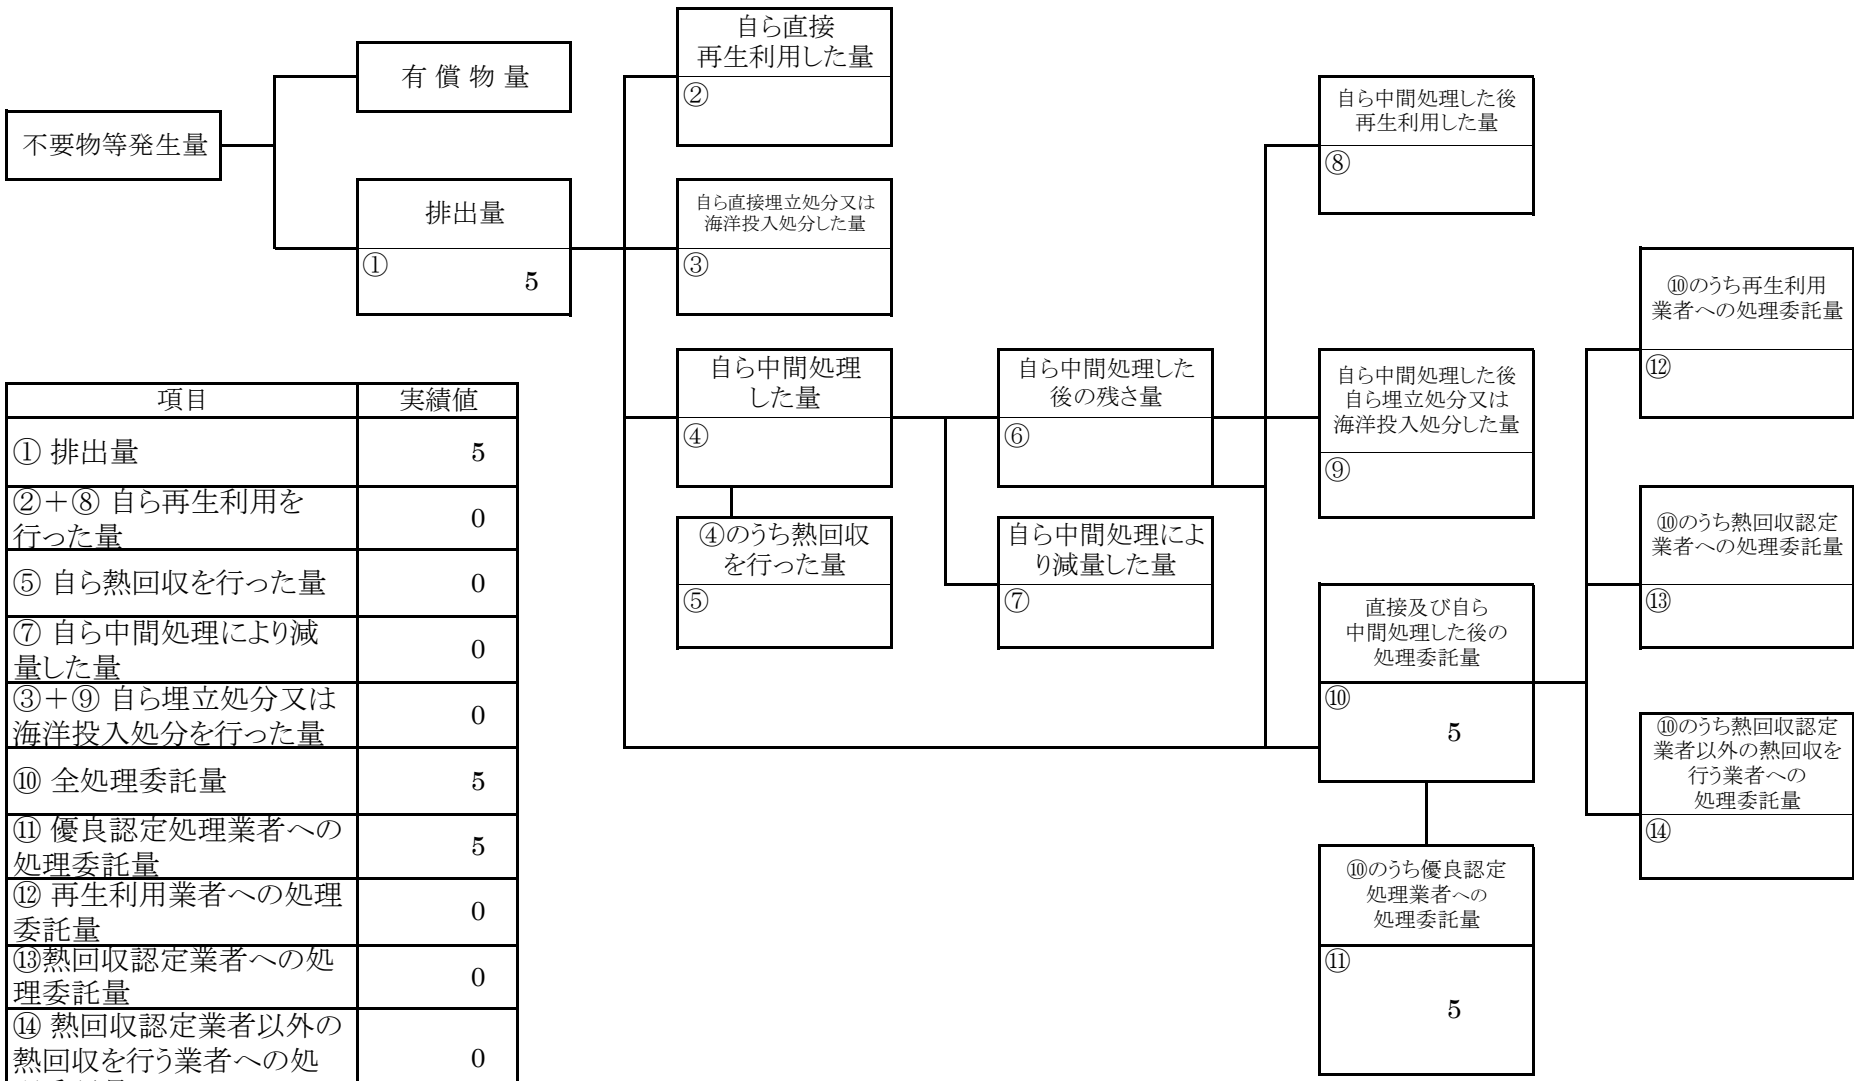 不要物等発生量
有償物量
排出量
①
5
自ら直接
再生利用した量
②
自ら直接埋立処分又は
海洋投入処分した量
③
自ら中間処理
した量
④
④のうち熱回収
を行った量
⑤
自ら中間処理した
後の残さ量
⑥
自ら中間処理によ
り減量した量
⑦
自ら中間処理した後
再生利用した量
⑧
自ら中間処理した後
自ら埋立処分又は
海洋投入処分した量
⑨
直接及び自ら
中間処理した後の
処理委託量
⑩
5
⑩のうち優良認定
処理業者への
処理委託量
⑪
5
⑩のうち再生利用
業者への処理委託量
⑫
⑩のうち熱回収認定
業者への処理委託量
⑬
⑩のうち熱回収認定
業者以外の熱回収を
行う業者への
処理委託量
⑭
項目 実績値
① 排出量 5
②+⑧ 自ら再生利用を
行った量 0
⑤ 自ら熱回収を行った量 0
⑦ 自ら中間処理により減
量した量 0
③+⑨ 自ら埋立処分又は
海洋投入処分を行った量 0
⑩ 全処理委託量 5
⑪ 優良認定処理業者への
処理委託量 5
⑫ 再生利用業者への処理
委託量 0
⑬熱回収認定業者への処
理委託量 0
⑭ 熱回収認定業者以外の
熱回収を行う業者への処 0